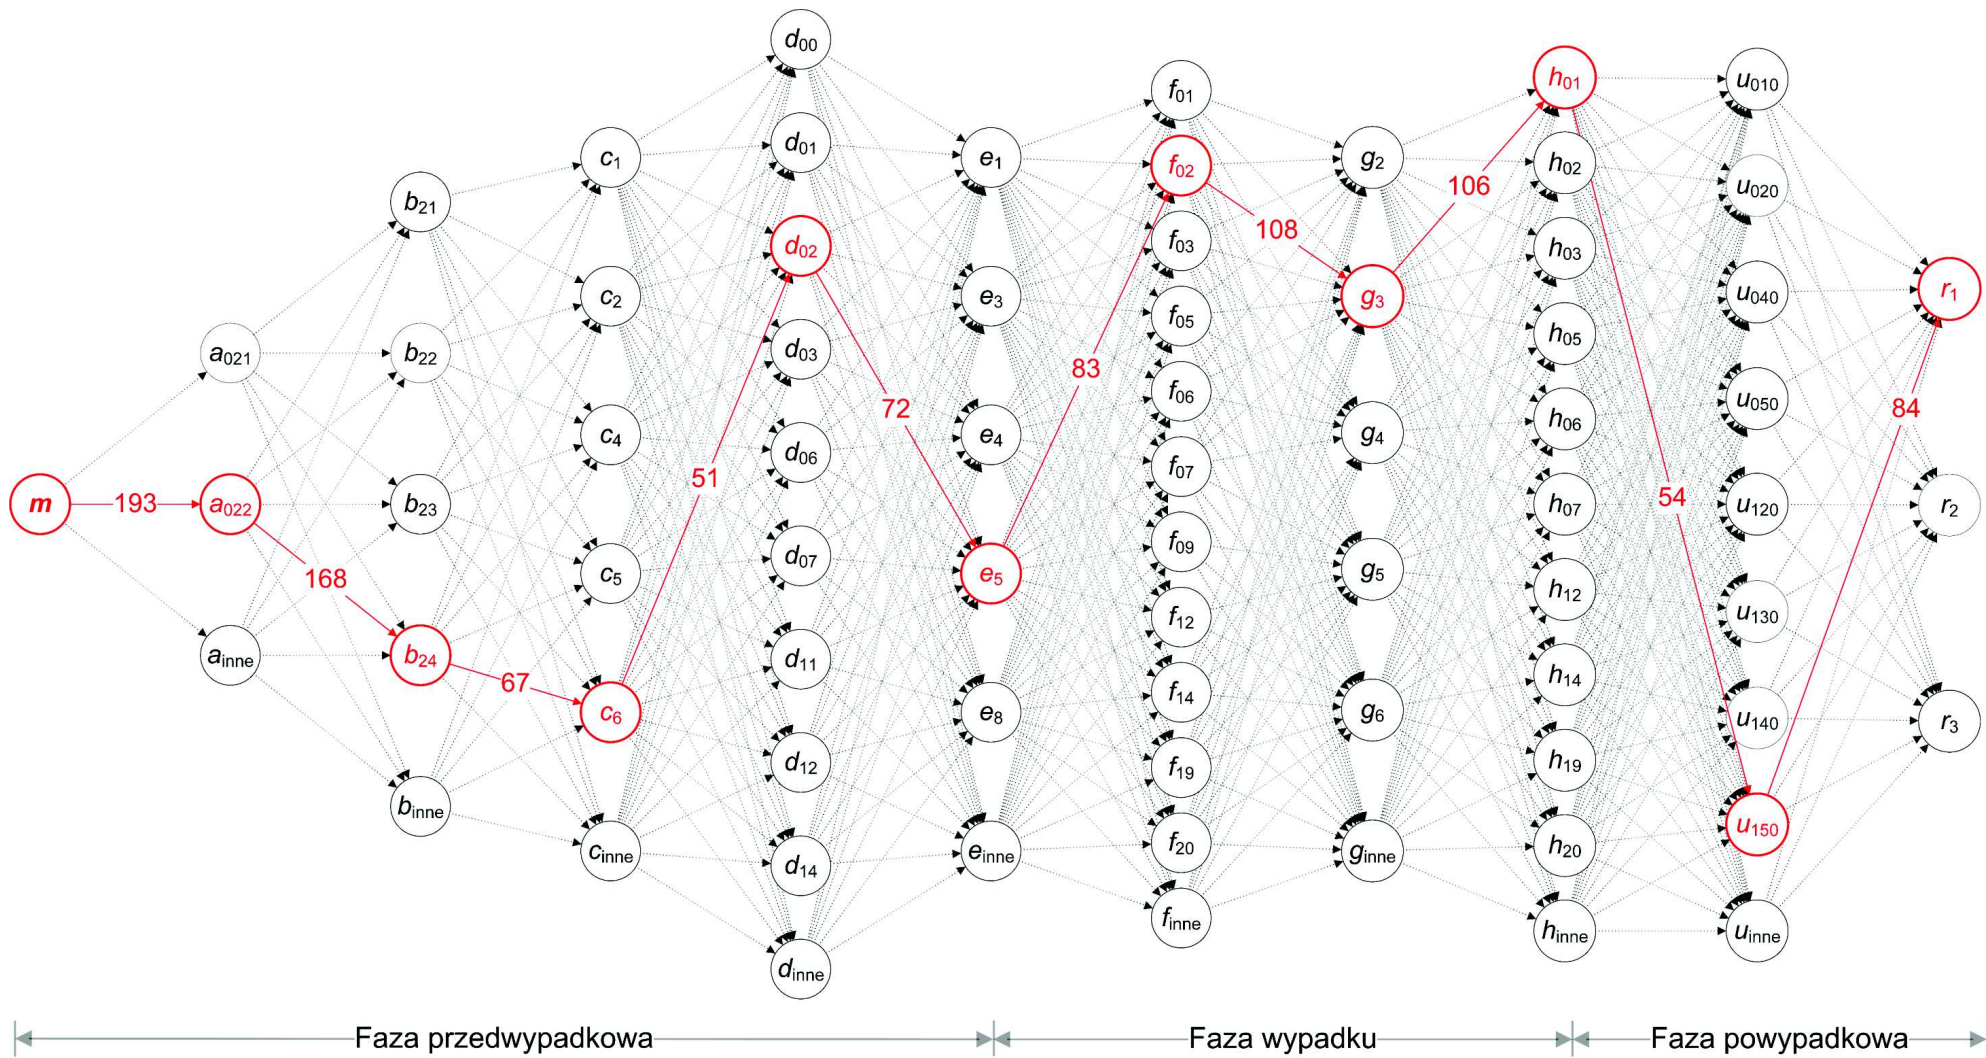 m
193
a022
a021
ainne
168
b21
b22
b23
b24
binne
67
c1
c2
c4
c5
c6
cinne
51
d00
d01
d02
d03
d06
d07
d11
d12
d14
dinne
72
e1
e3
e4
e5
e8
einne
83
f01
f02
f03
f05
f06
f07
f09
f12
f14
f19
f20
finne
108
g2
g3
g4
g5
g6
ginne
106
h01
h02
h03
h05
h06
h07
h12
h14
h19
h20
hinne
54
u010
u020
u040
u050
u120
u130
u140
u150
uinne
84
r1
r2
r3
Faza przedwypadkowa
Faza wypadku
Faza powypadkowa